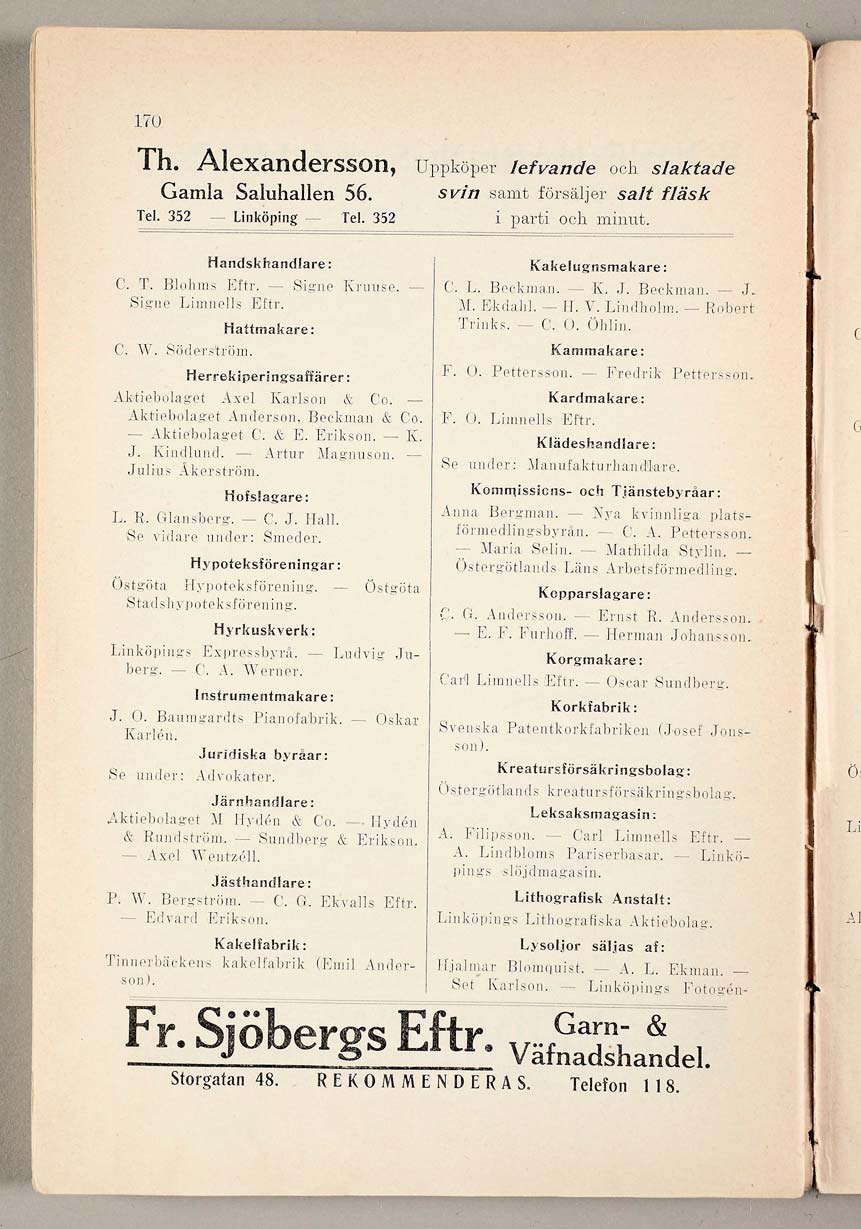 170
Th. Alexandersson,
Gamla Saluhallen 56.
Tel. 352 — Linköping — Tel. 352
Uppköper lefvande och slaktade
svin samt försäljer salt fläsk
i parti och minut.
Handskhandlare:
C. T. Blohms Eftr. — Signe Kruuse. —
Signe Limnells Eftr.
Hattmakare:
C. W. Söderström.
Herrekiperingsaffärer:
Aktiebolaget Axel Karlson & Co. —
Aktiebolaget Anderson, Beckman & Co.
— Aktiebolaget C. & E. Erikson. — K.
J. Kindlund. — Artur Magnuson. —
Julius Åkerström.
Hofslagare:
L. R. Glansberg. — C. J. Hall.
Se vidare under: Smeder.
Hypoteksföreningar:
Östgöta Hypoteksförening. — Östgöta
Stadshypoteksförening.
Hyrkuskverk:
Linköpings Expressbyrå. — Ludvig Ju-
berg. — C. A. Werner.
Instrumentmakare:
J. O. Baumgardts Pianofabrik. — Oskar
Karlén.
Juridiska byråar:
Se under: Advokater.
Järnhandlare:
Aktiebolaget M Hydén & Co. — Hydén
& Rundström. — Sundberg & Erikson.
— Axel Wentzéll.
Jästhandlare:
P. W. Bergström. — C. G. Ekvalls Eftr.
— Edvard Erikson.
Kakelfabrik:
Tinnerbäckens kakelfabrik (Emil Ander-
son).
Kakelugnsmakare:
C. L. Beckman. — K. J. Beckman. — J.
M. Ekdahl. — H. V. Lindholm. — Robert
Trinks. — C. O. Öhlin.
Kammakare:
F. O. Pettersson. — Fredrik Pettersson.
Kardmakare:
F. O. Limnells Eftr.
Klädeshandlare:
Se under: Manufakturhandlare.
Kommissions- och Tjänstebyråar:
Anna Bergman. — Nya kvinnliga plats-
förmedlingsbyrån. — C. A. Pettersson.
— Maria Selin. — Mathilda Stylin. —
Östergötlands Läns Arbetsförmedling.
Kopparslagare:
C. G. Andersson. — Ernst R. Andersson.
— E. F. Furhoff. — Herman Johansson.
Korgmakare:
Carl Limnells Eftr. — Oscar Sundberg.
Korkfabrik:
Svenska Patentkorkfabriken (Josef Jons-
son).
Kreatursförsäkringsbolag:
Östergötlands kreatursförsäkringsbolag.
Leksaksmagasin:
A. Filipsson. — Carl Limnells Eftr. —
A. Lindbloms Pariserbasar. — Linkö-
pings slöjdmagasin.
Lithografisk Anstalt:
Linköpings Lithografiska Aktiebolag.
Lysoljor säljas af:
Hjalmar Blomquist. — A. L. Ekman. —
Set Karlson. — Linköpings Fotogén-
Fr. Sjöbergs Eftr.
Garn- &
Väfnadshandel.
Storgatan 48. REKOMMENDERAS. Telefon 118.